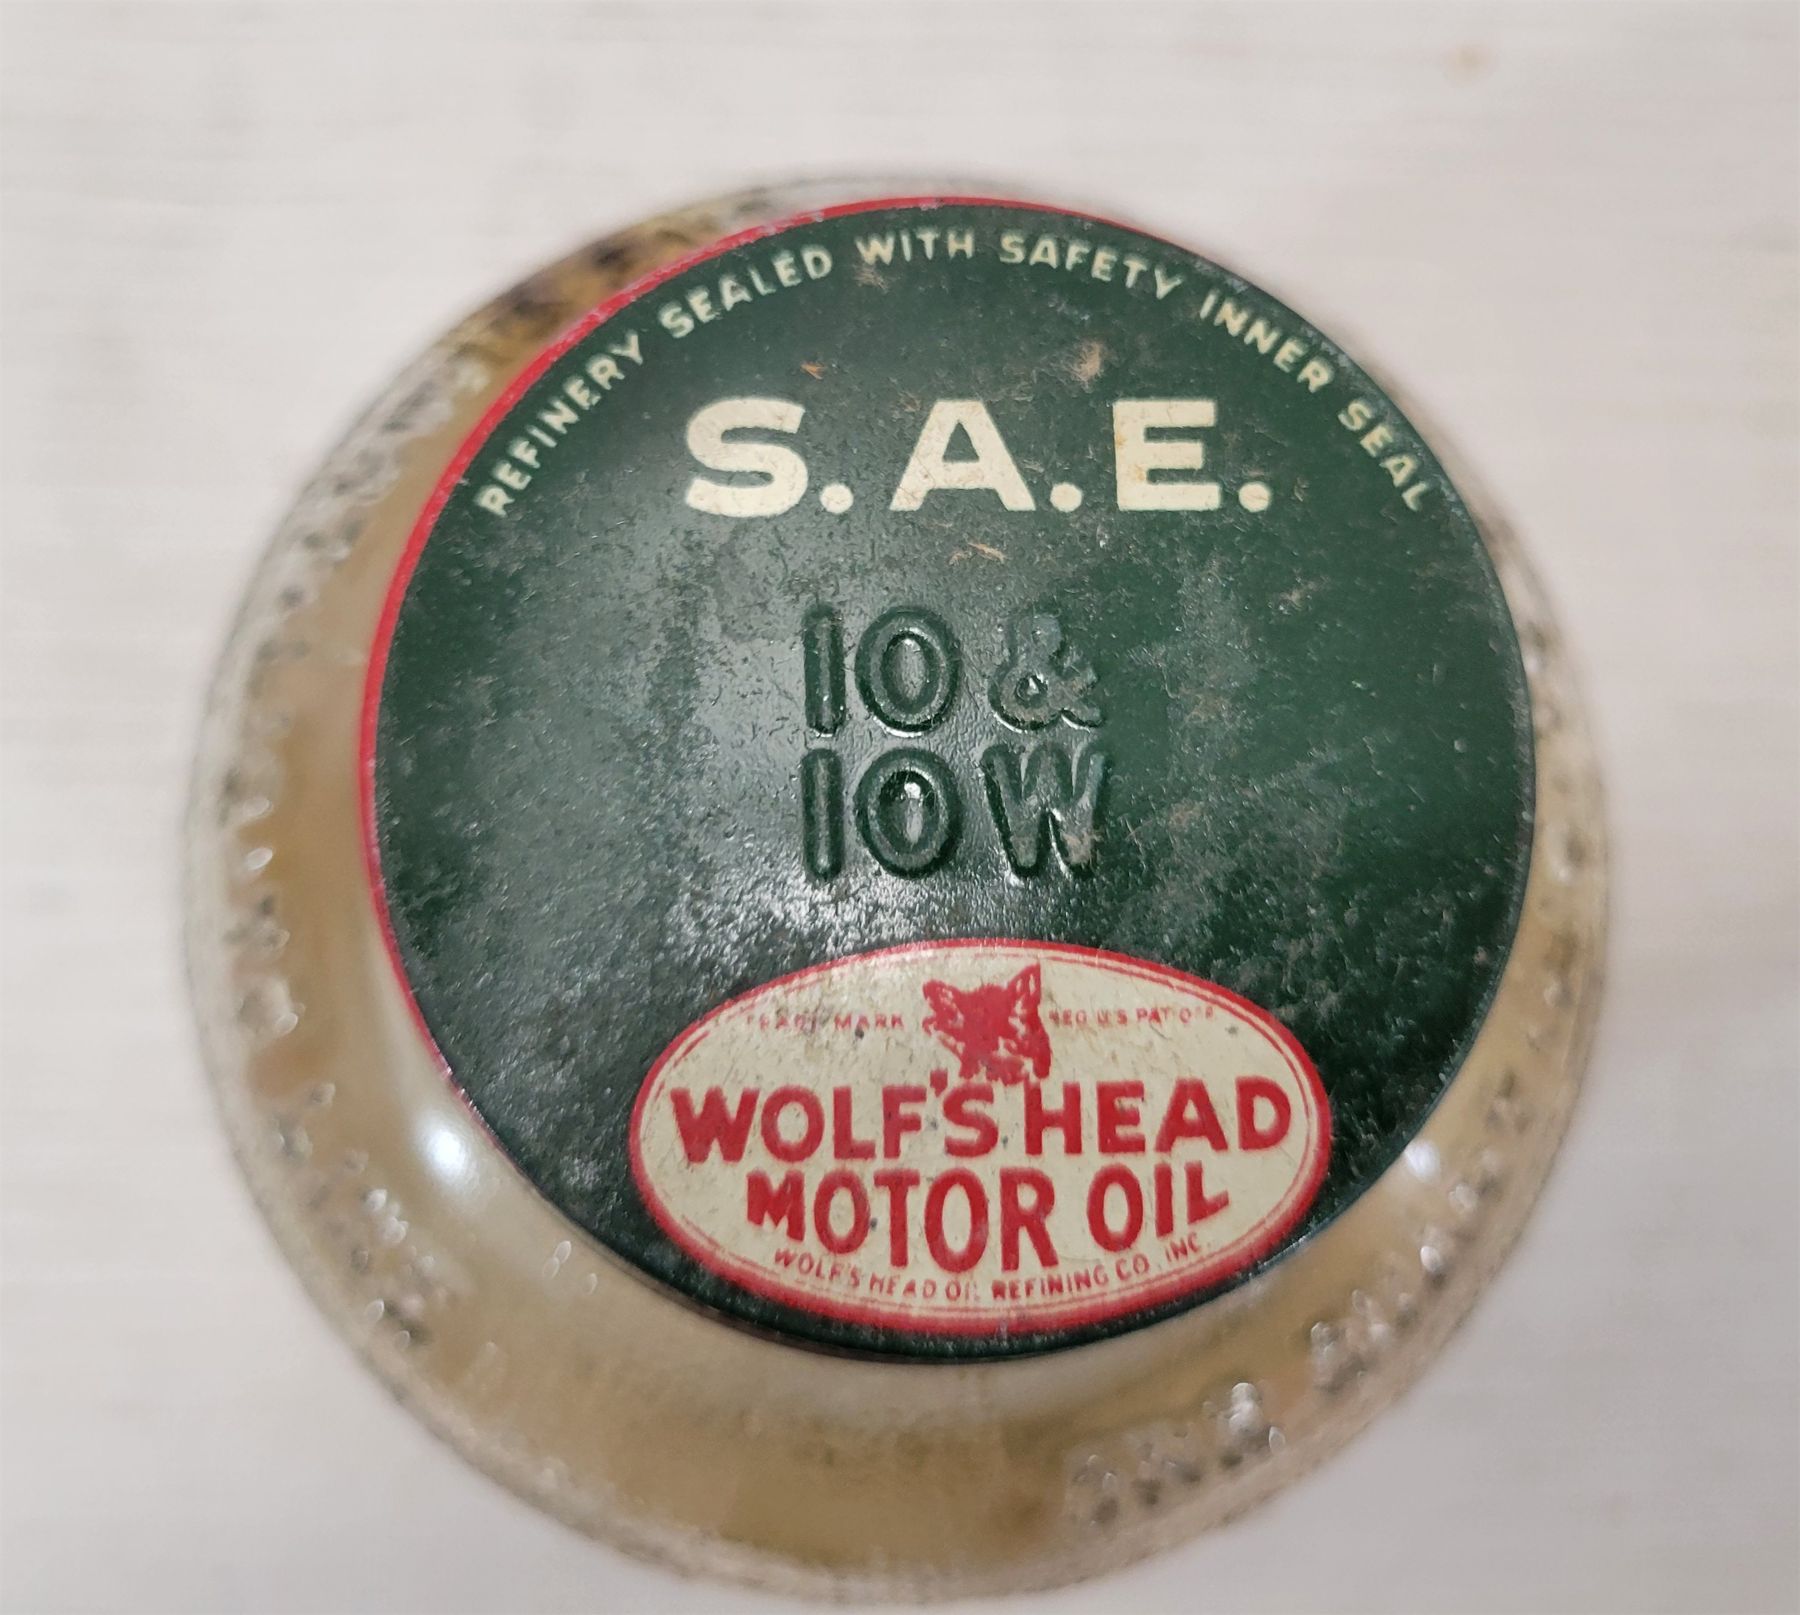 REFINERY SEALED WITH SAFETY INNER SEAL
S.A.E.
10 &
10W
TRADE MARK REG U.S PAT OFF
WOLF'S HEAD
MOTOR OIL
WOLF'S HEAD OIL REFINING CO. INC.